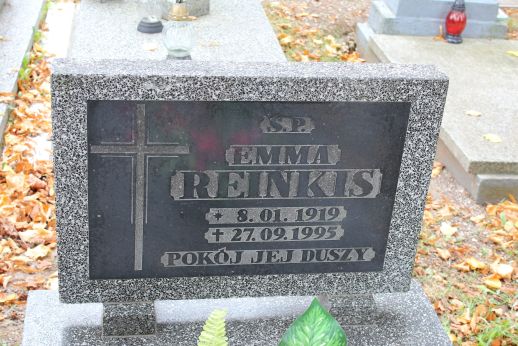 Ś.P.
EMMA
REINKIS
* 8.01.1919
✝ 27.09.1995
POKÓJ JEJ DUSZY